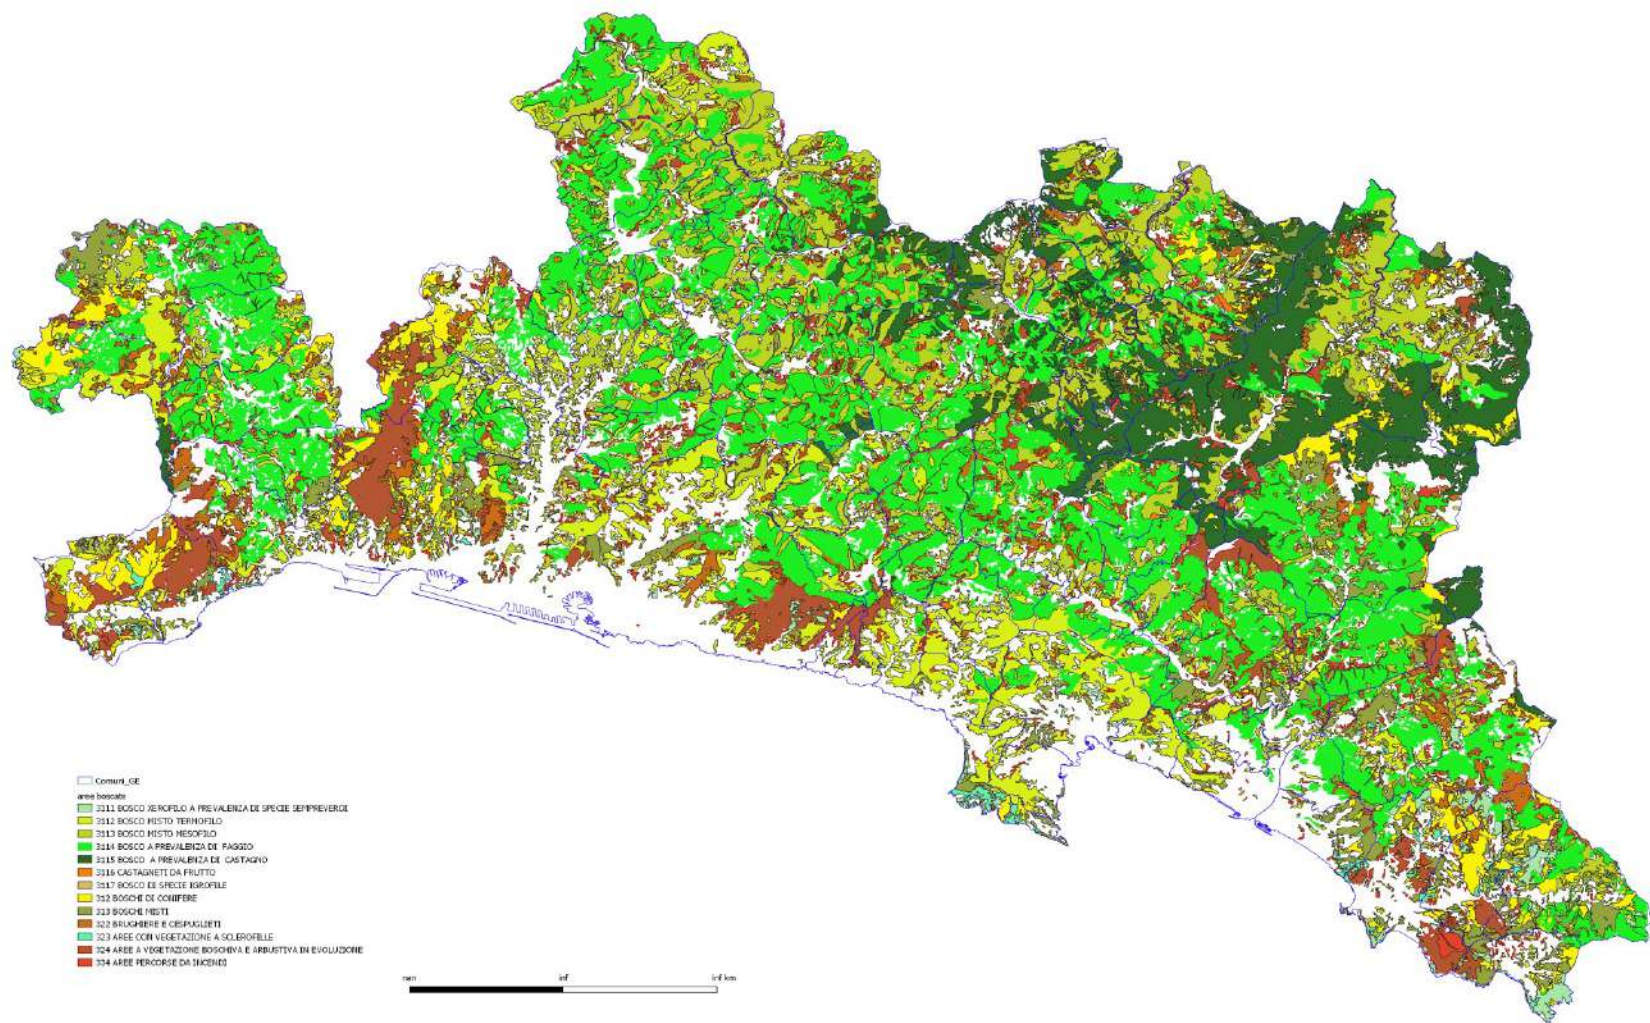 Comuni_GE
aree boscate
3111 BOSCO XEROFILO A PREVALENZA DI SPECIE SEMPREVERDI
3112 BOSCO MISTO TERMOFILO
3113 BOSCO MISTO MESOFILO
3114 BOSCO A PREVALENZA DI FAGGIO
3115 BOSCO A PREVALENZA DI CASTAGNO
3116 CASTAGNETI DA FRUTTO
3117 BOSCO DI SPECIE IGROFILE
312 BOSCHI DI CONIFERE
313 BOSCHI MISTI
322 BRUGHIERE E CESPUGLIETI
323 AREE CON VEGETAZIONE A SCLEROFILLE
324 AREE A VEGETAZIONE BOSCHIVA E ARBUSTIVA IN EVOLUZIONE
334 AREE PERCORSE DA INCENDI
nan inf inf km